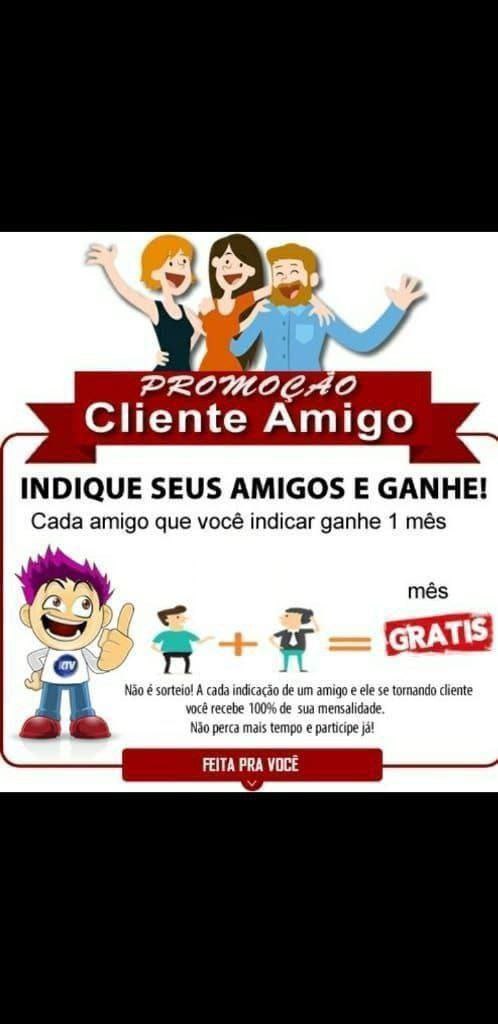 PROMOÇÃO
Cliente Amigo
INDIQUE SEUS AMIGOS E GANHE!
Cada amigo que você indicar ganhe 1 mês
mês
GRATIS
Não é sorteio! A cada indicação de um amigo e ele se tornando cliente
você recebe 100% de sua mensalidade.
Não perca mais tempo e participe já!
FEITA PRA VOCÊ